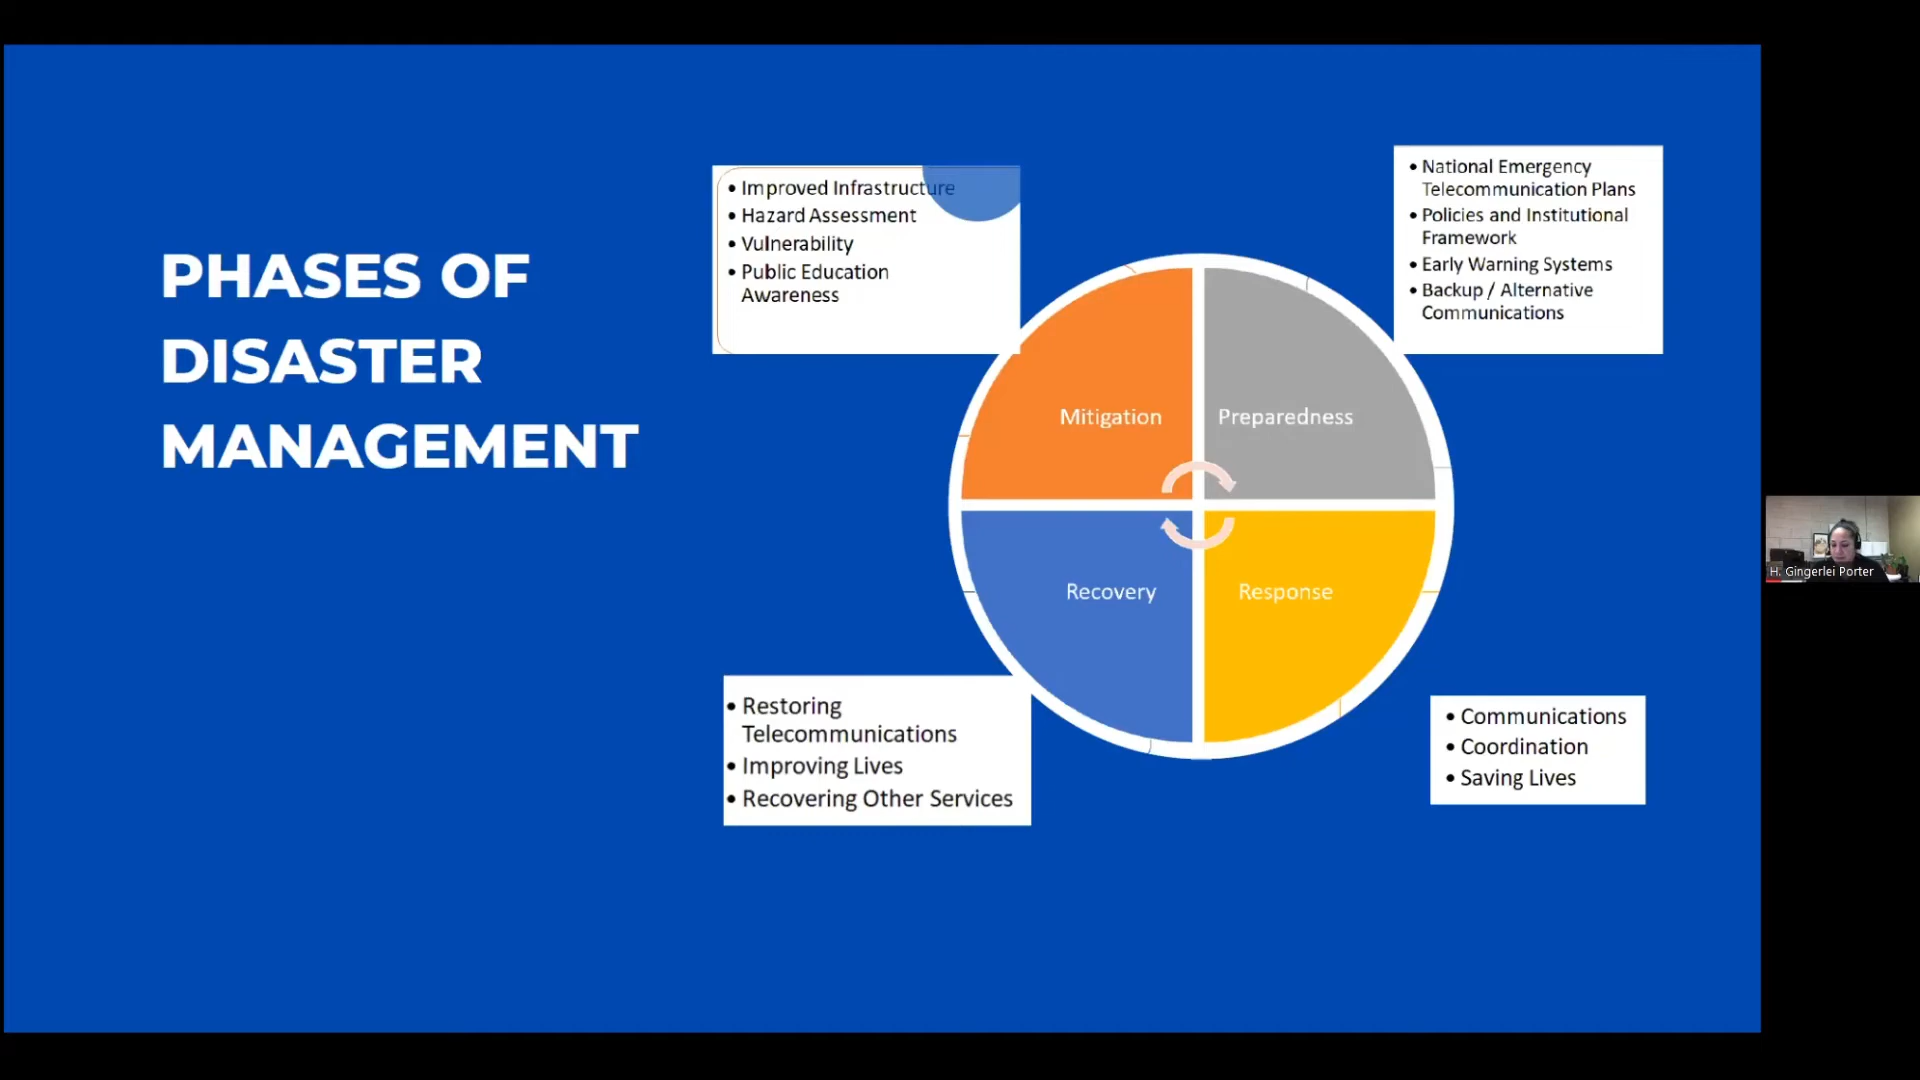 PHASES OF
DISASTER
MANAGEMENT
• Improved Infrastructure
• Hazard Assessment
• Vulnerability
• Public Education
Awareness
• National Emergency
Telecommunication Plans
• Policies and Institutional
Framework
• Early Warning Systems
• Backup / Alternative
Communications
Mitigation
Preparedness
Recovery
Response
• Restoring
Telecommunications
• Improving Lives
• Recovering Other Services
• Communications
• Coordination
• Saving Lives
H. Gingerlei Porter